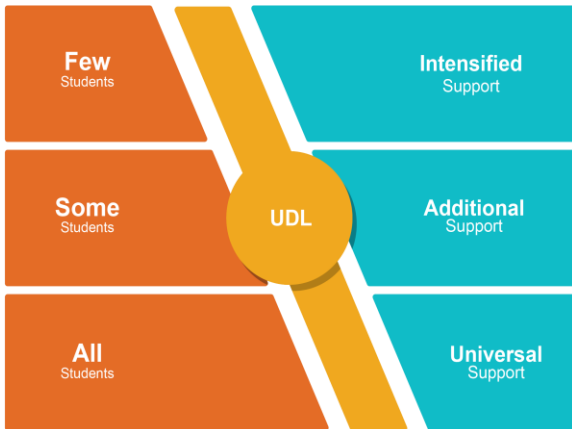 Few
Students
Intensified
Support
Some
Students
UDL
Additional
Support
All
Students
Universal
Support